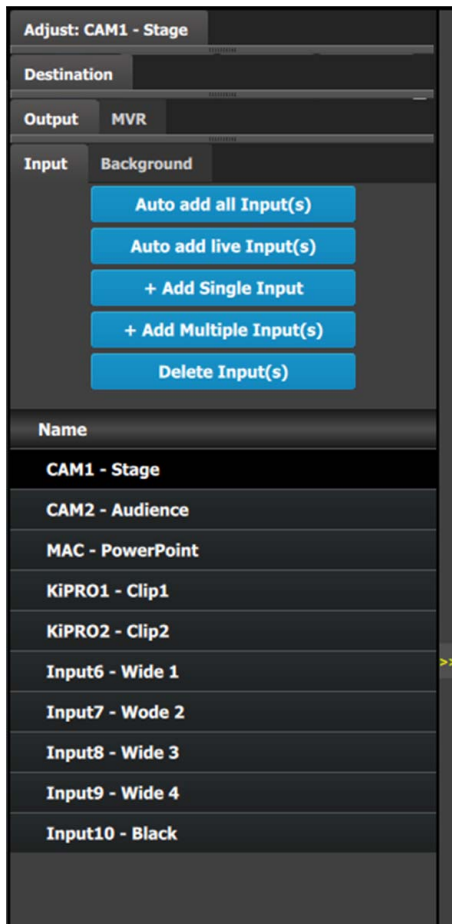 Adjust: CAM1 - Stage
Destination
Output MVR
Input Background
Auto add all Input(s)
Auto add live Input(s)
+ Add Single Input
+ Add Multiple Input(s)
Delete Input(s)
Name
CAM1 - Stage
CAM2 - Audience
MAC - PowerPoint
KiPRO1 - Clip1
KiPRO2 - Clip2
Input6 - Wide 1
>>
Input7 - Wode 2
Input8 - Wide 3
Input9 - Wide 4
Input10 - Black